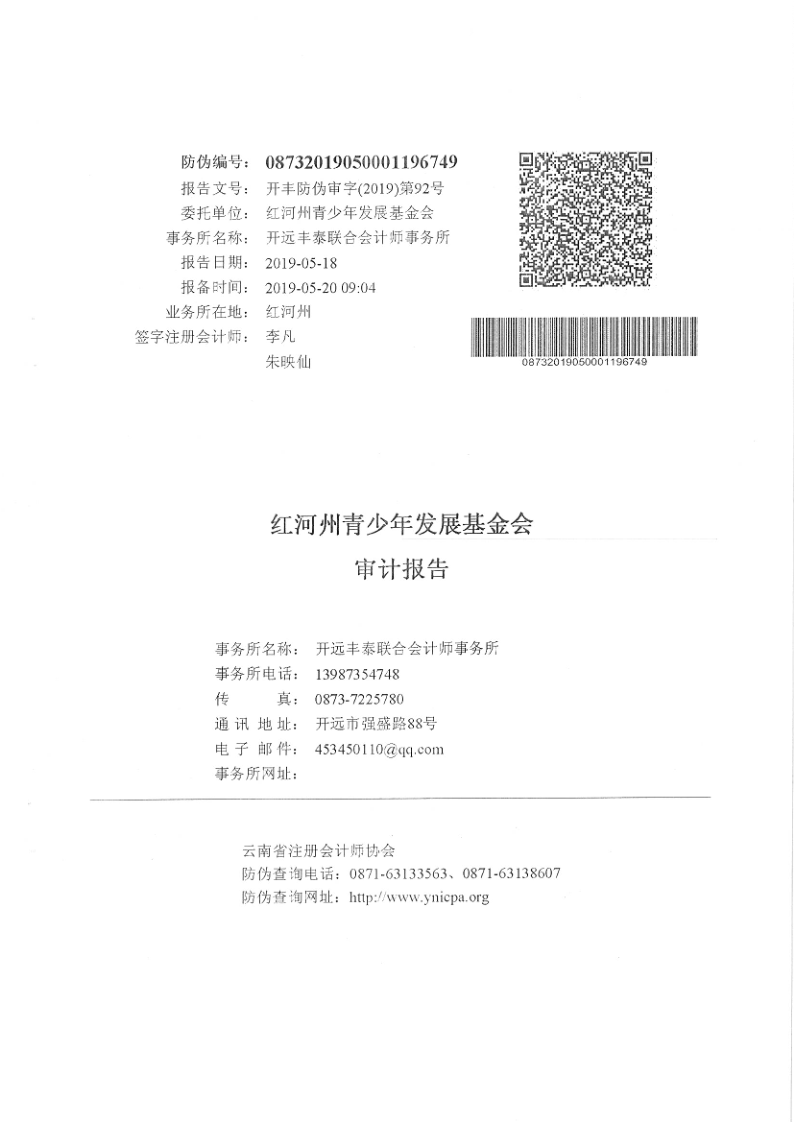 防伪编号： 08732019050001196749
报告文号： 开丰防伪审字(2019)第92号
委托单位： 红河州青少年发展基金会
事务所名称： 开远丰泰联合会计师事务所
报告日期： 2019-05-18
报备时间： 2019-05-20 09:04
业务所在地： 红河州
签字注册会计师： 李凡
朱映仙
08732019050001196749
红河州青少年发展基金会
审计报告
事务所名称： 开远丰泰联合会计师事务所
事务所电话： 13987354748
传 真： 0873-7225780
通 讯 地 址： 开远市强盛路88号
电 子 邮 件： 453450110@qq.com
事务所网址：
云南省注册会计师协会
防伪查询电话：0871-63133563、0871-63138607
防伪查询网址：http://www.ynicpa.org